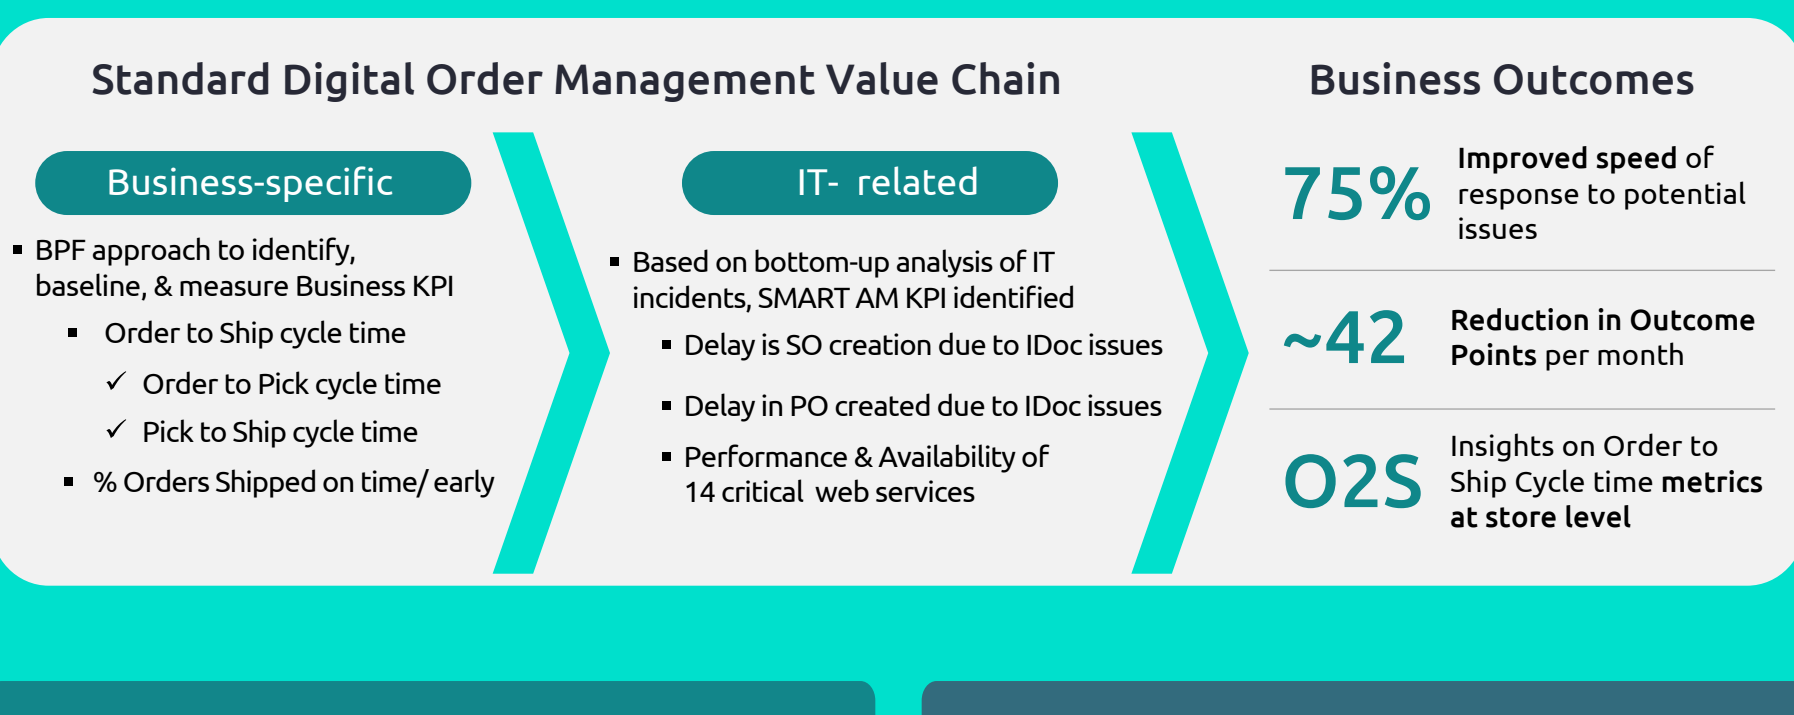 Standard Digital Order Management Value Chain
Business-specific
▪ BPF approach to identify,
baseline, & measure Business KPI
▪ Order to Ship cycle time
✓ Order to Pick cycle time
✓ Pick to Ship cycle time
▪ % Orders Shipped on time/ early
IT- related
▪ Based on bottom-up analysis of IT
incidents, SMART AM KPI identified
▪ Delay is SO creation due to IDoc issues
▪ Delay in PO created due to IDoc issues
▪ Performance & Availability of
14 critical web services
Business Outcomes
75%
Improved speed of
response to potential
issues
~42
Reduction in Outcome
Points per month
O2S
Insights on Order to
Ship Cycle time metrics
at store level